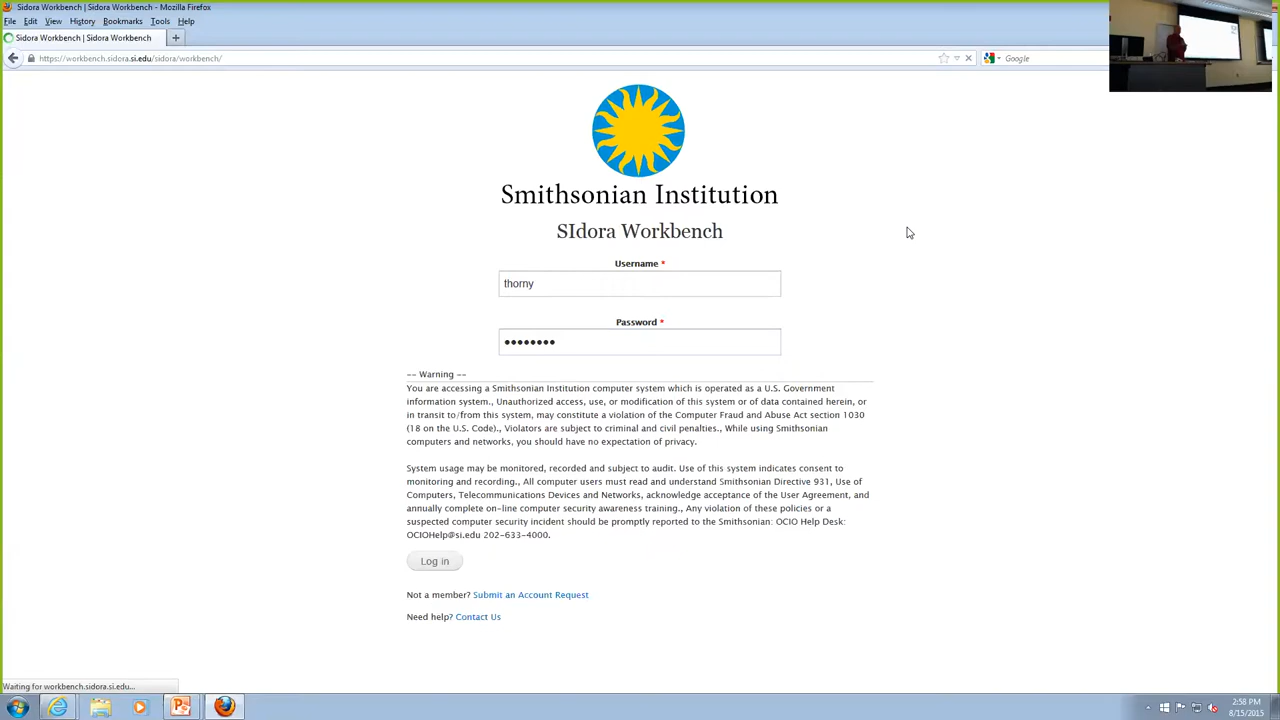 Sidora Workbench | Sidora Workbench - Mozilla Firefox
File Edit View History Bookmarks Tools Help
Sidora Workbench | Sidora Workbench
https://workbench.sidora.si.edu/sidora/workbench/
Google
Smithsonian Institution
SIdora Workbench
Username *
thorny
Password *
••••••••
-- Warning --
You are accessing a Smithsonian Institution computer system which is operated as a U.S. Government
information system., Unauthorized access, use, or modification of this system or of data contained herein, or
in transit to/from this system, may constitute a violation of the Computer Fraud and Abuse Act section 1030
(18 on the U.S. Code)., Violators are subject to criminal and civil penalties., While using Smithsonian
computers and networks, you should have no expectation of privacy.
System usage may be monitored, recorded and subject to audit. Use of this system indicates consent to
monitoring and recording., All computer users must read and understand Smithsonian Directive 931, Use of
Computers, Telecommunications Devices and Networks, acknowledge acceptance of the User Agreement, and
annually complete on-line computer security awareness training., Any violation of these policies or a
suspected computer security incident should be promptly reported to the Smithsonian: OCIO Help Desk:
OCIOHelp@si.edu 202-633-4000.
Log in
Not a member? Submit an Account Request
Need help? Contact Us
Waiting for workbench.sidora.si.edu...
2:58 PM
8/15/2015